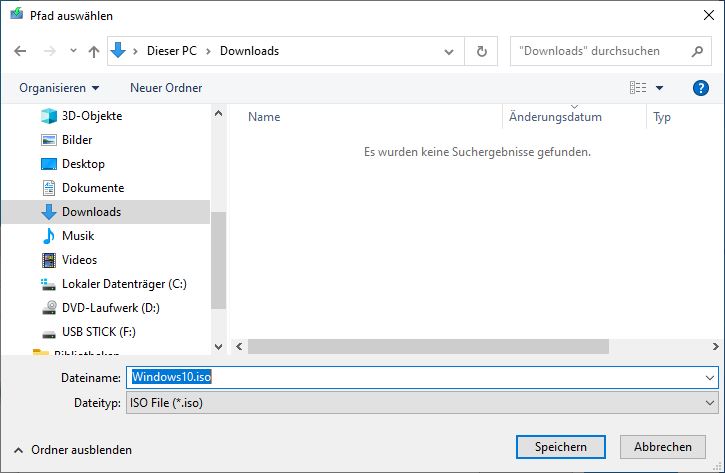 Pfad auswählen
Dieser PC > Downloads
"Downloads" durchsuchen
Organisieren
Neuer Ordner
?
Name
Änderungsdatum
Typ
3D-Objekte
Es wurden keine Suchergebnisse gefunden.
Bilder
Desktop
Dokumente
Downloads
Musik
Videos
Lokaler Datenträger (C:)
DVD-Laufwerk (D:)
USB STICK (F:)
Bibliotheken
Dateiname: Windows10.iso
Dateityp: ISO File (*.iso)
Ordner ausblenden
Speichern
Abbrechen